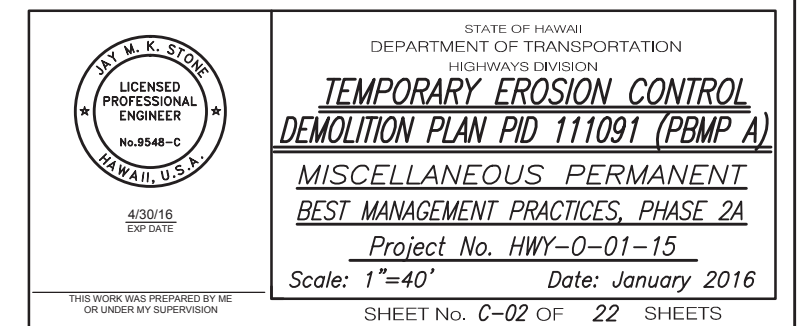 JAY M. K. STONE
LICENSED
PROFESSIONAL
ENGINEER
No.9548-C
HAWAII, U.S.A.
4/30/16
EXP DATE
THIS WORK WAS PREPARED BY ME
OR UNDER MY SUPERVISION
STATE OF HAWAII
DEPARTMENT OF TRANSPORTATION
HIGHWAYS DIVISION
TEMPORARY EROSION CONTROL
DEMOLITION PLAN PID 111091 (PBMP A)
MISCELLANEOUS PERMANENT
BEST MANAGEMENT PRACTICES, PHASE 2A
Project No. HWY-O-01-15
Scale: 1"=40' Date: January 2016
SHEET No. C-02 OF 22 SHEETS